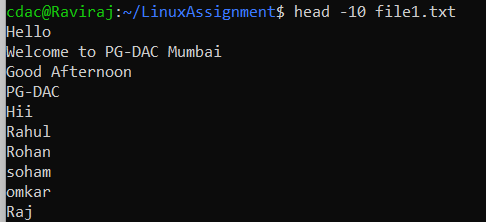 cdac@Raviraj:~/LinuxAssignment$ head -10 file1.txt
Hello
Welcome to PG-DAC Mumbai
Good Afternoon
PG-DAC
Hii
Rahul
Rohan
soham
omkar
Raj